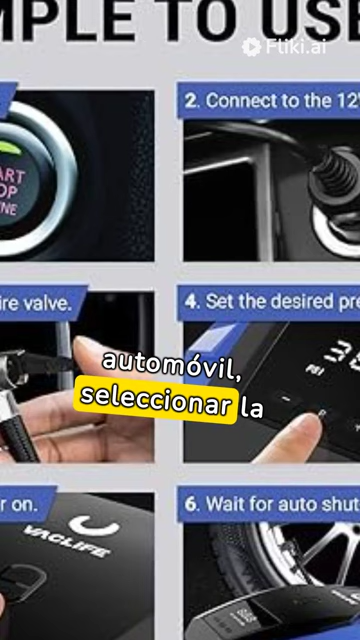 MPLE TO USE
Fliki.ai
2. Connect to the 12V
ART
OP
INE
ire valve.
4. Set the desired pre
PSI
automóvil,
seleccionar la
r on.
6. Wait for auto shut
VACLIFE